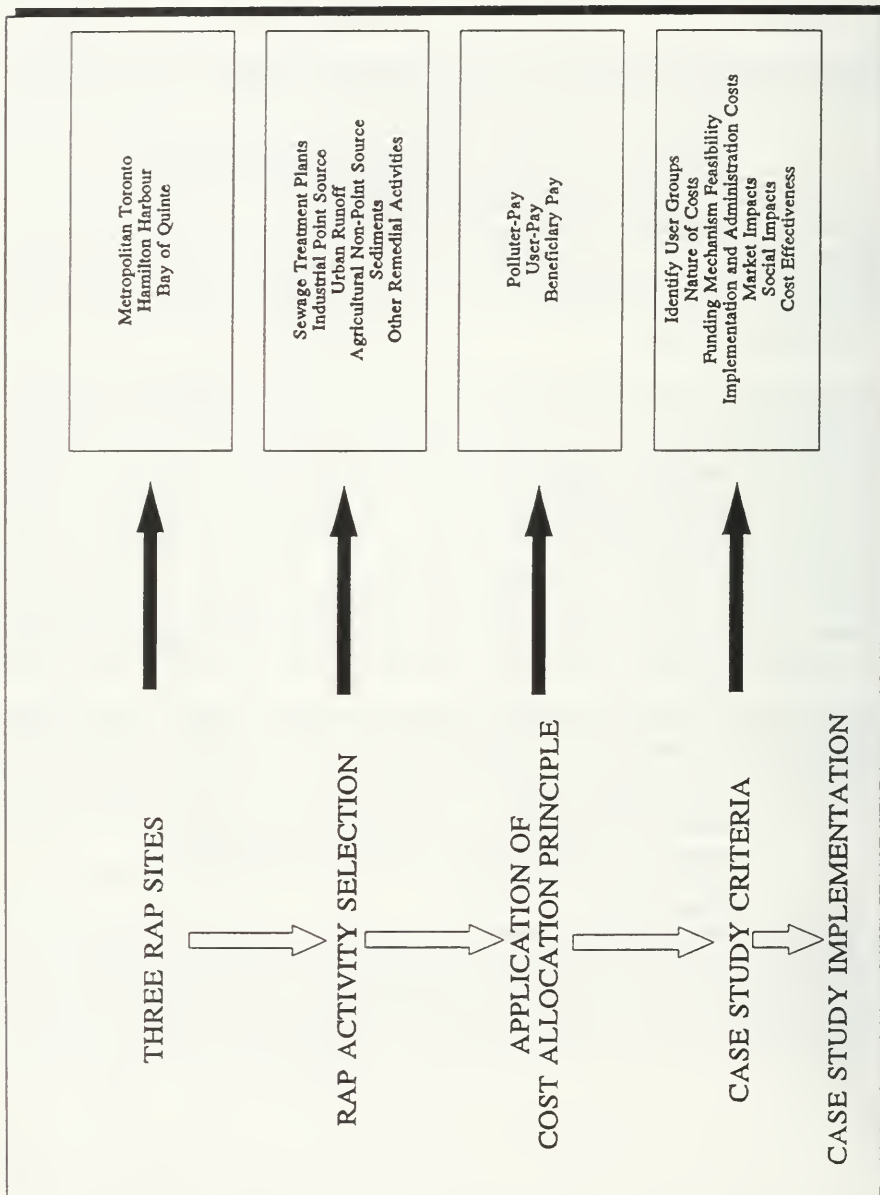 THREE RAP SITES
Metropolitan Toronto
Hamilton Harbour
Bay of Quinte
RAP ACTIVITY SELECTION
Sewage Treatment Plants
Industrial Point Source
Urban Runoff
Agricultural Non-Point Source
Sediments
Other Remedial Activities
APPLICATION OF
COST ALLOCATION PRINCIPLE
Polluter-Pay
User-Pay
Beneficiary Pay
CASE STUDY CRITERIA
Identify User Groups
Nature of Costs
Funding Mechanism Feasibility
Implementation and Administration Costs
Market Impacts
Social Impacts
Cost Effectiveness
CASE STUDY IMPLEMENTATION